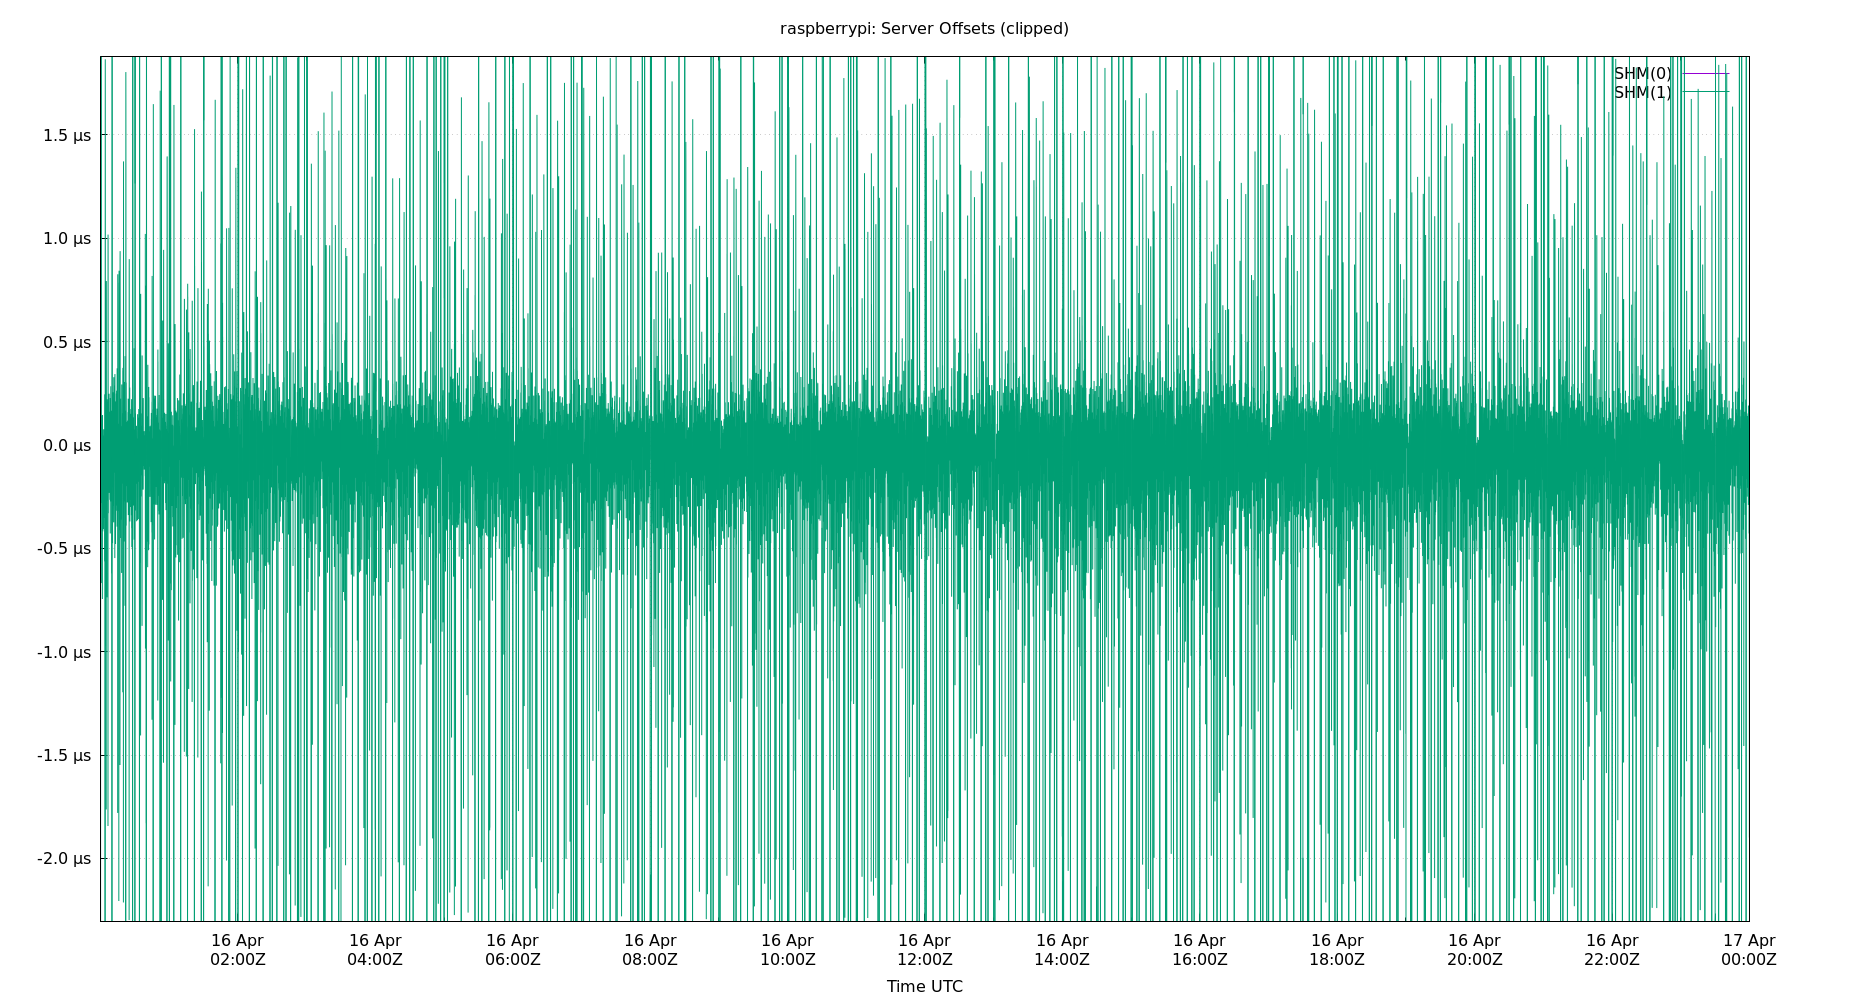 raspberrypi: Server Offsets (clipped)
SHM(0)
SHM(1)
1.5 µs
1.0 µs
0.5 µs
0.0 µs
-0.5 µs
-1.0 µs
-1.5 µs
-2.0 µs
16 Apr 16 Apr 16 Apr 16 Apr 16 Apr 16 Apr 16 Apr 16 Apr 16 Apr 16 Apr 16 Apr 17 Apr
02:00Z 04:00Z 06:00Z 08:00Z 10:00Z 12:00Z 14:00Z 16:00Z 18:00Z 20:00Z 22:00Z 00:00Z
Time UTC